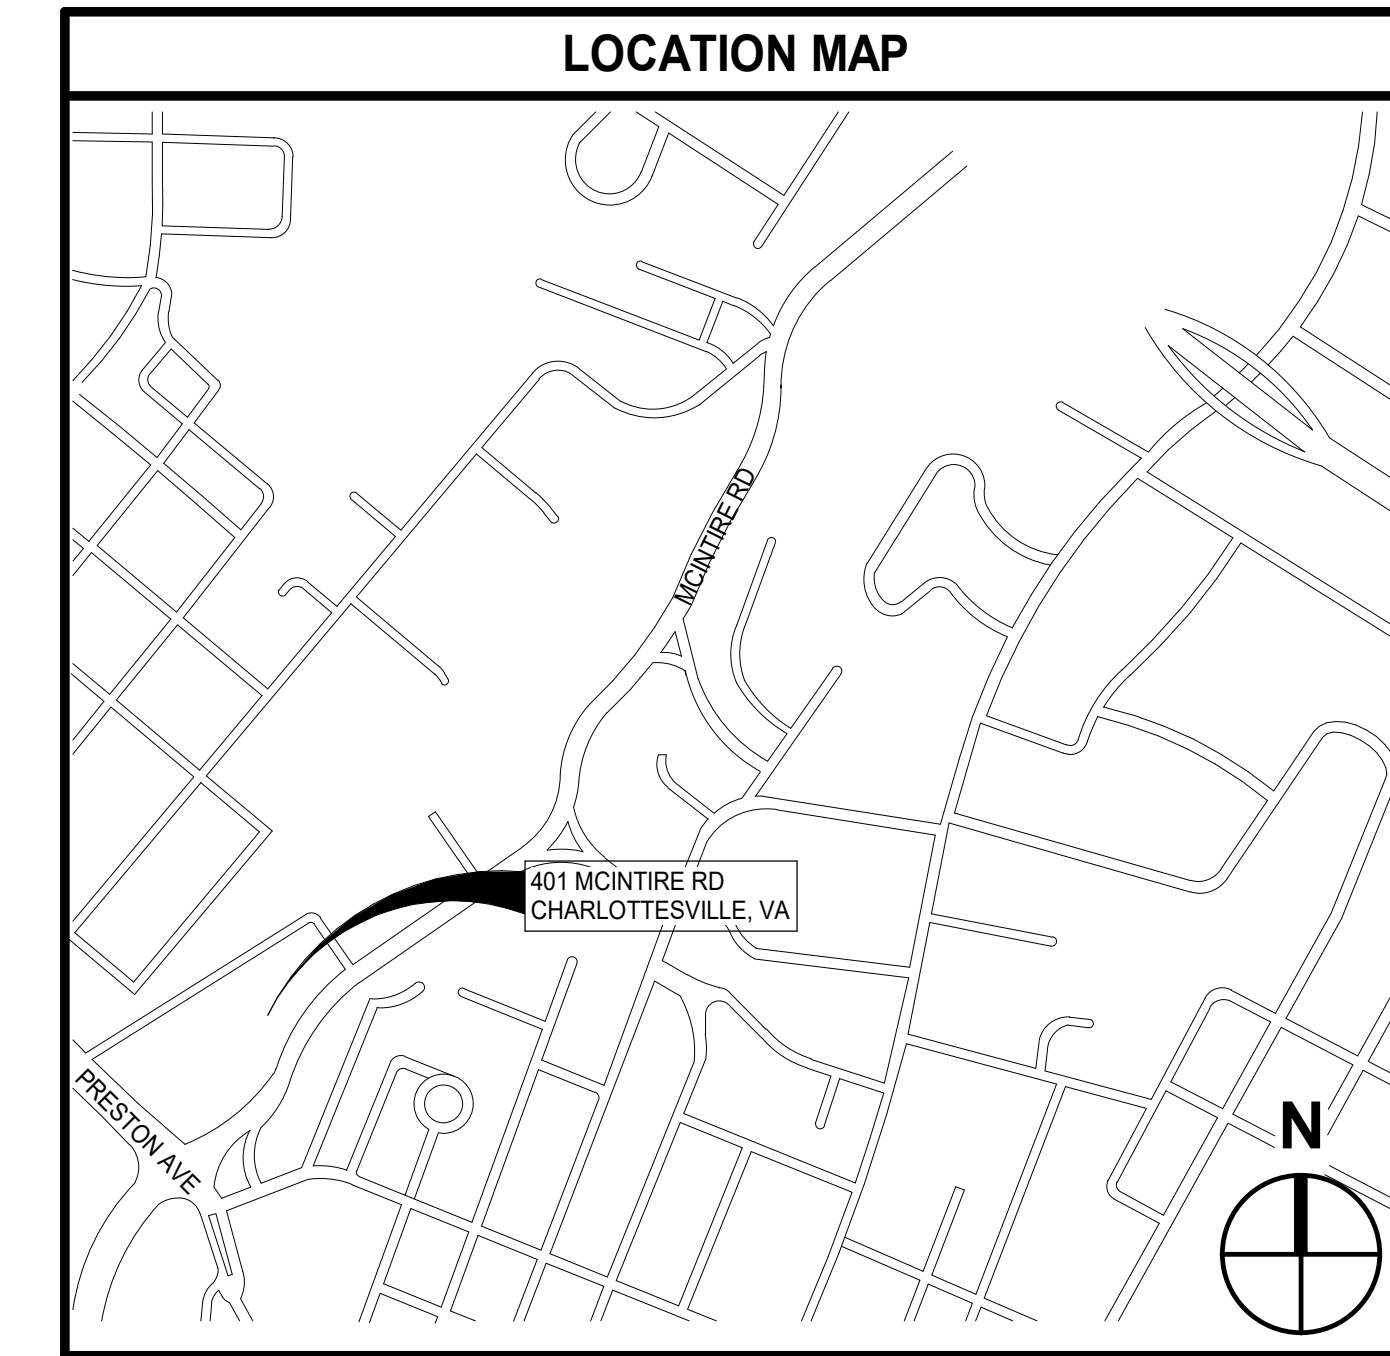 LOCATION MAP
MCINTIRE RD
401 MCINTIRE RD
CHARLOTTESVILLE, VA
PRESTON AVE
N